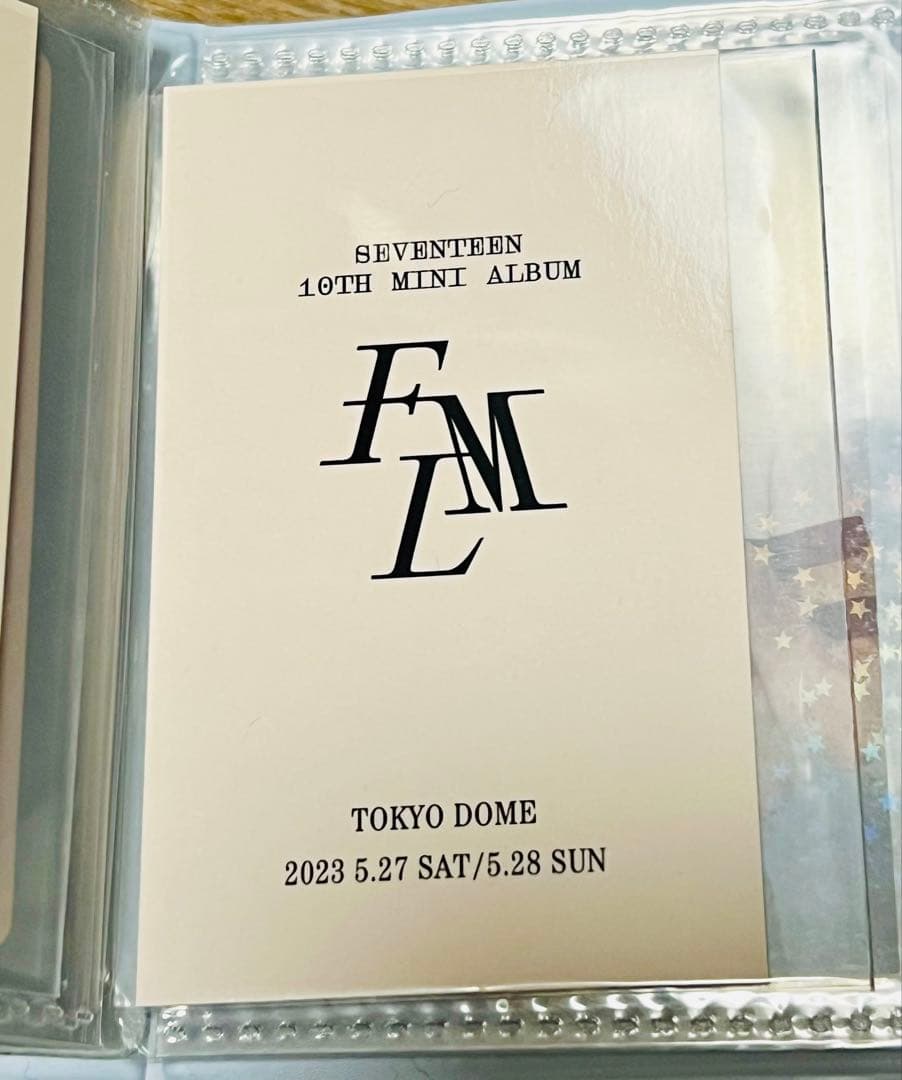 SEVENTEEN
10TH MINI ALBUM
FML
TOKYO DOME
2023 5.27 SAT/5.28 SUN